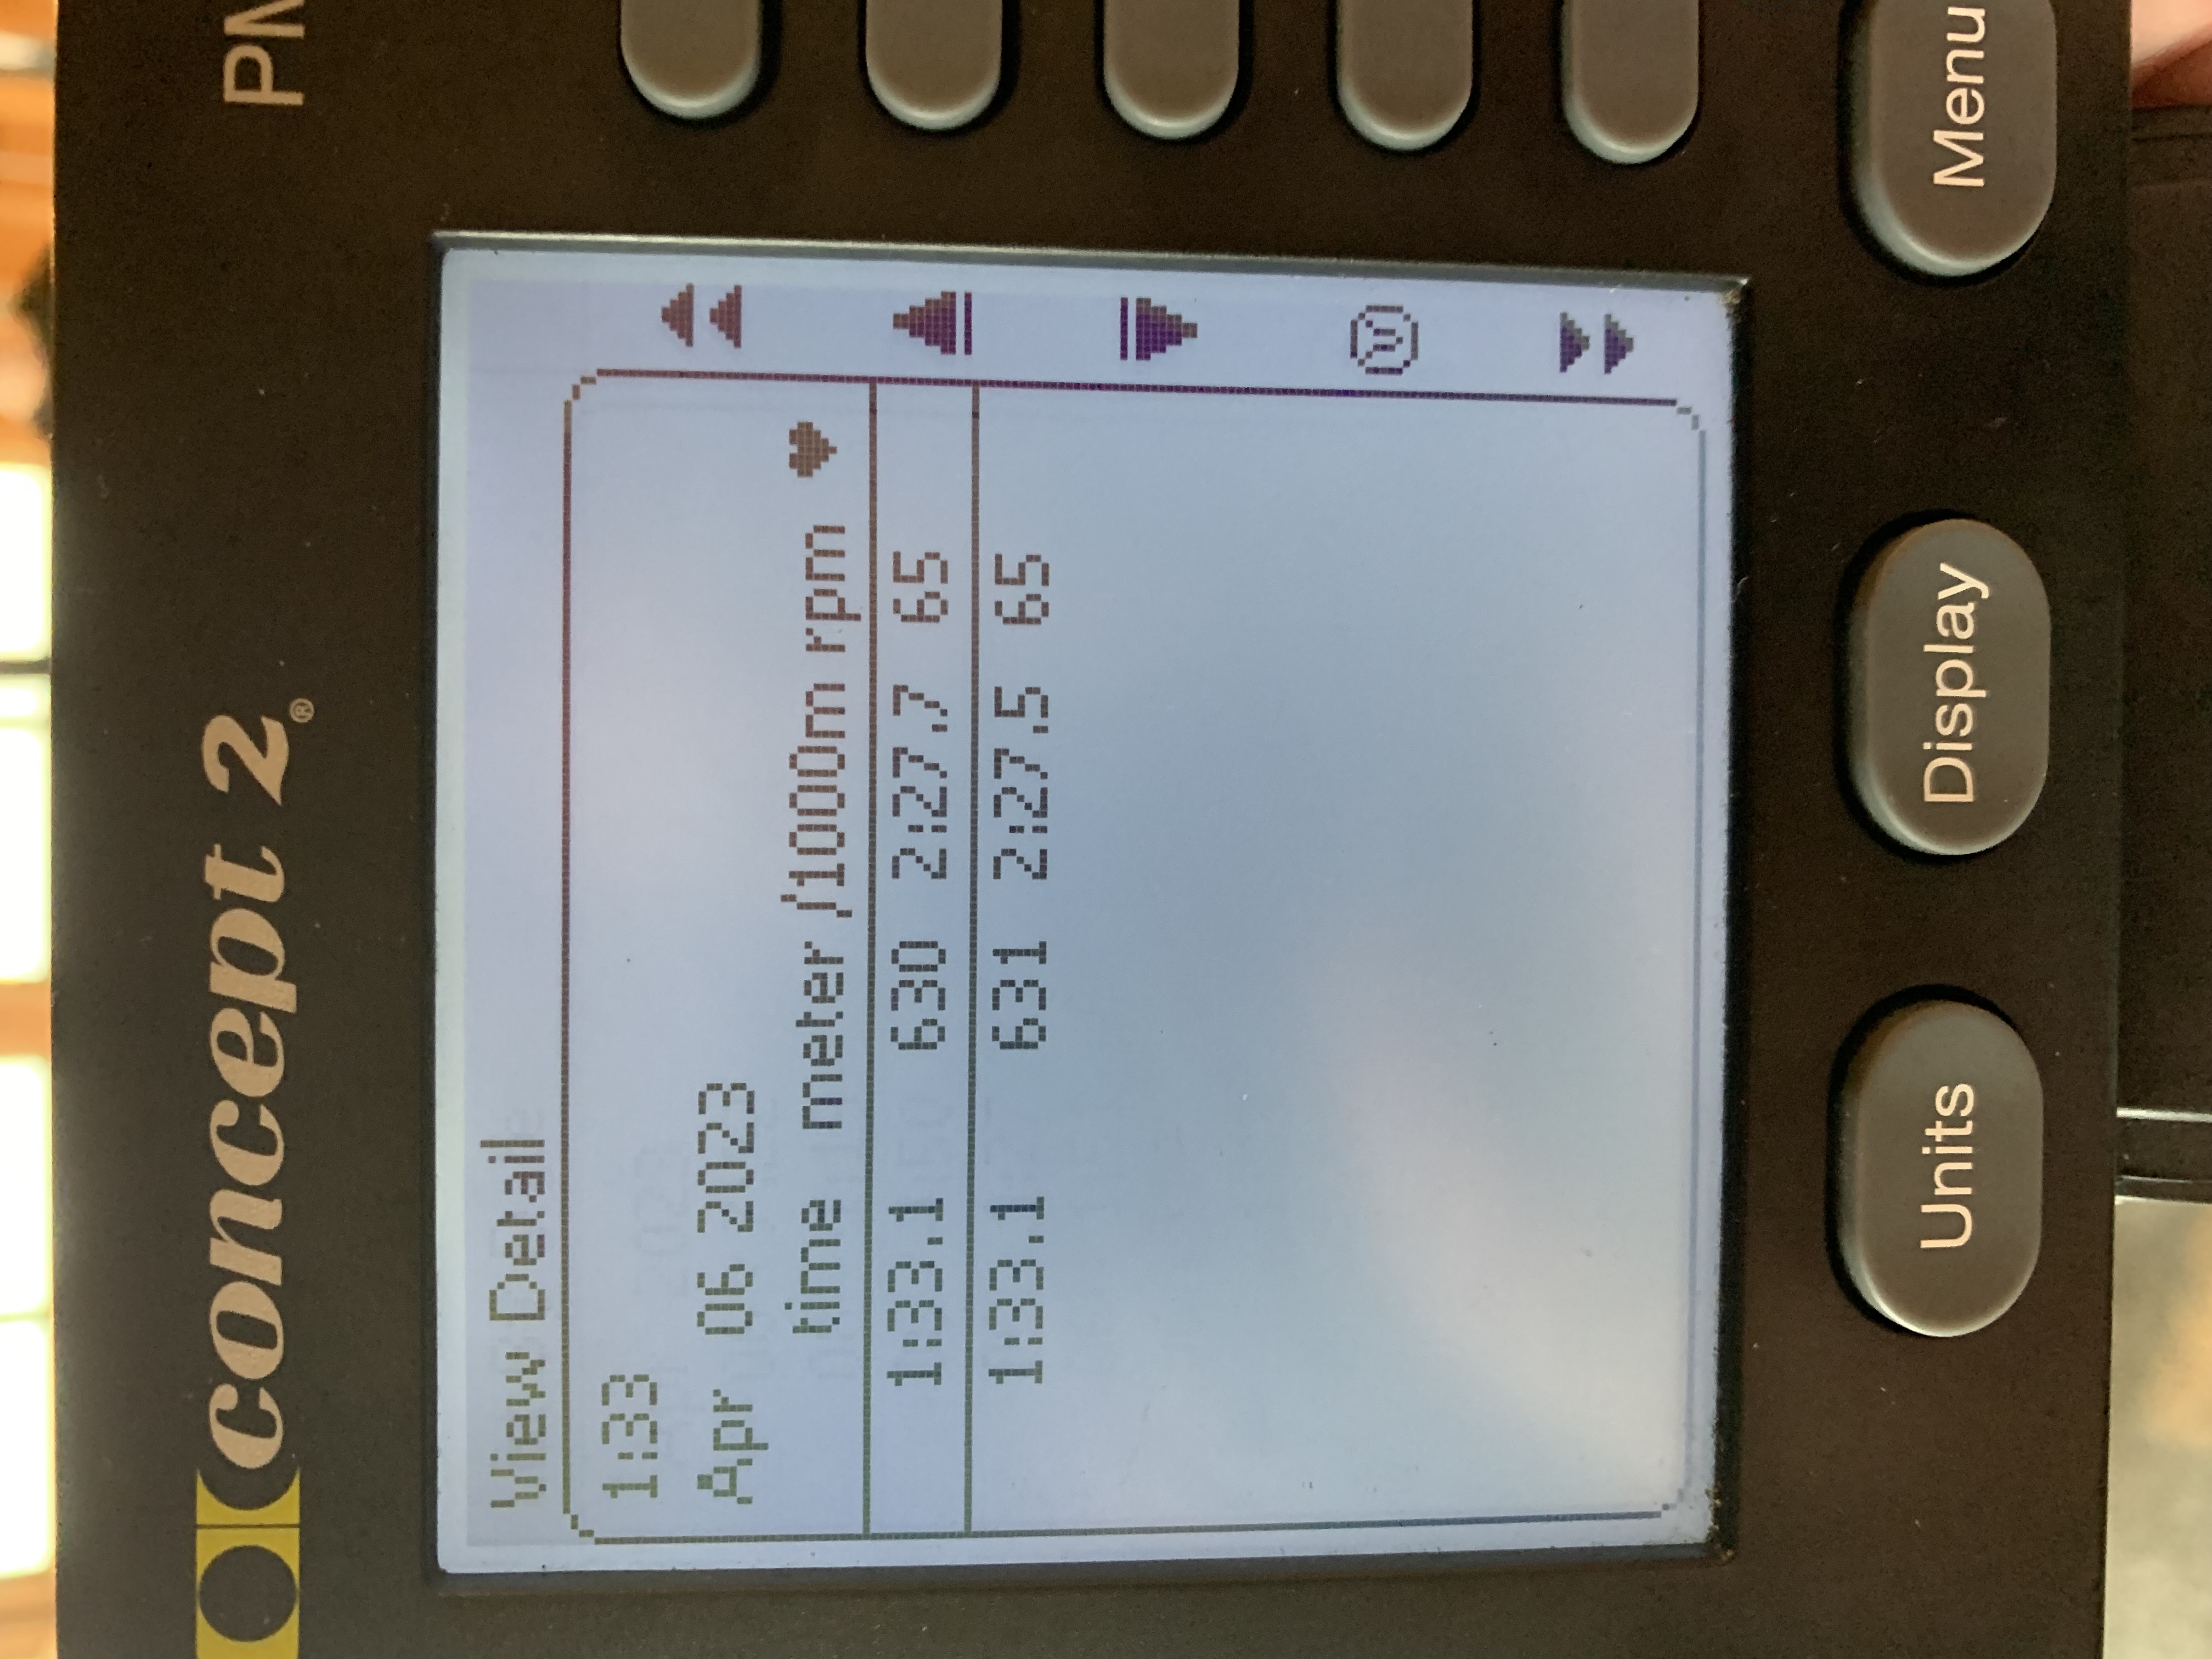 concept 2®
PM
View Detail
1:33
Apr 06 2023
time meter /1000m rpm
1:33.1 630 2:27.7 65
1:33.1 631 2:27.5 65
V
Units Display Menu